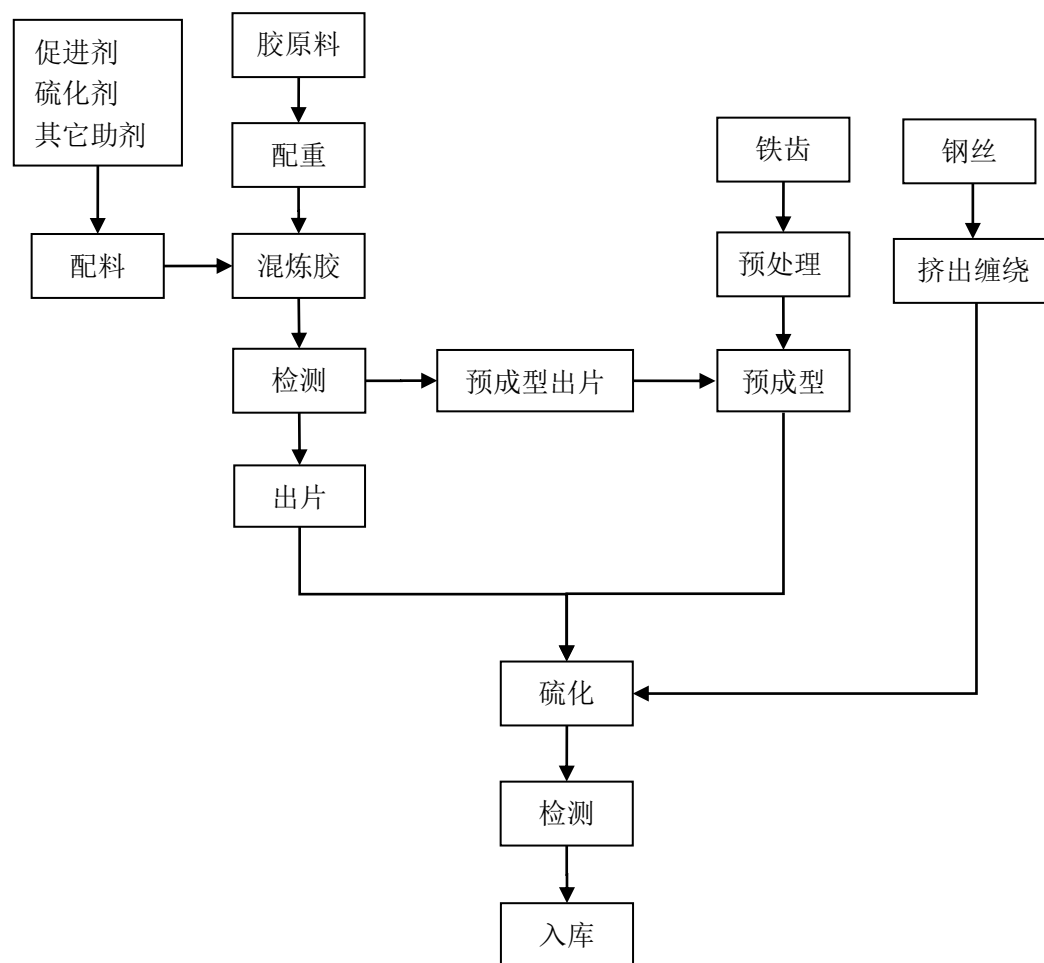 促进剂
硫化剂
其它助剂
胶原料
配重
铁齿
钢丝
配料
混炼胶
预处理
挤出缠绕
检测
预成型出片
预成型
出片
硫化
检测
入库